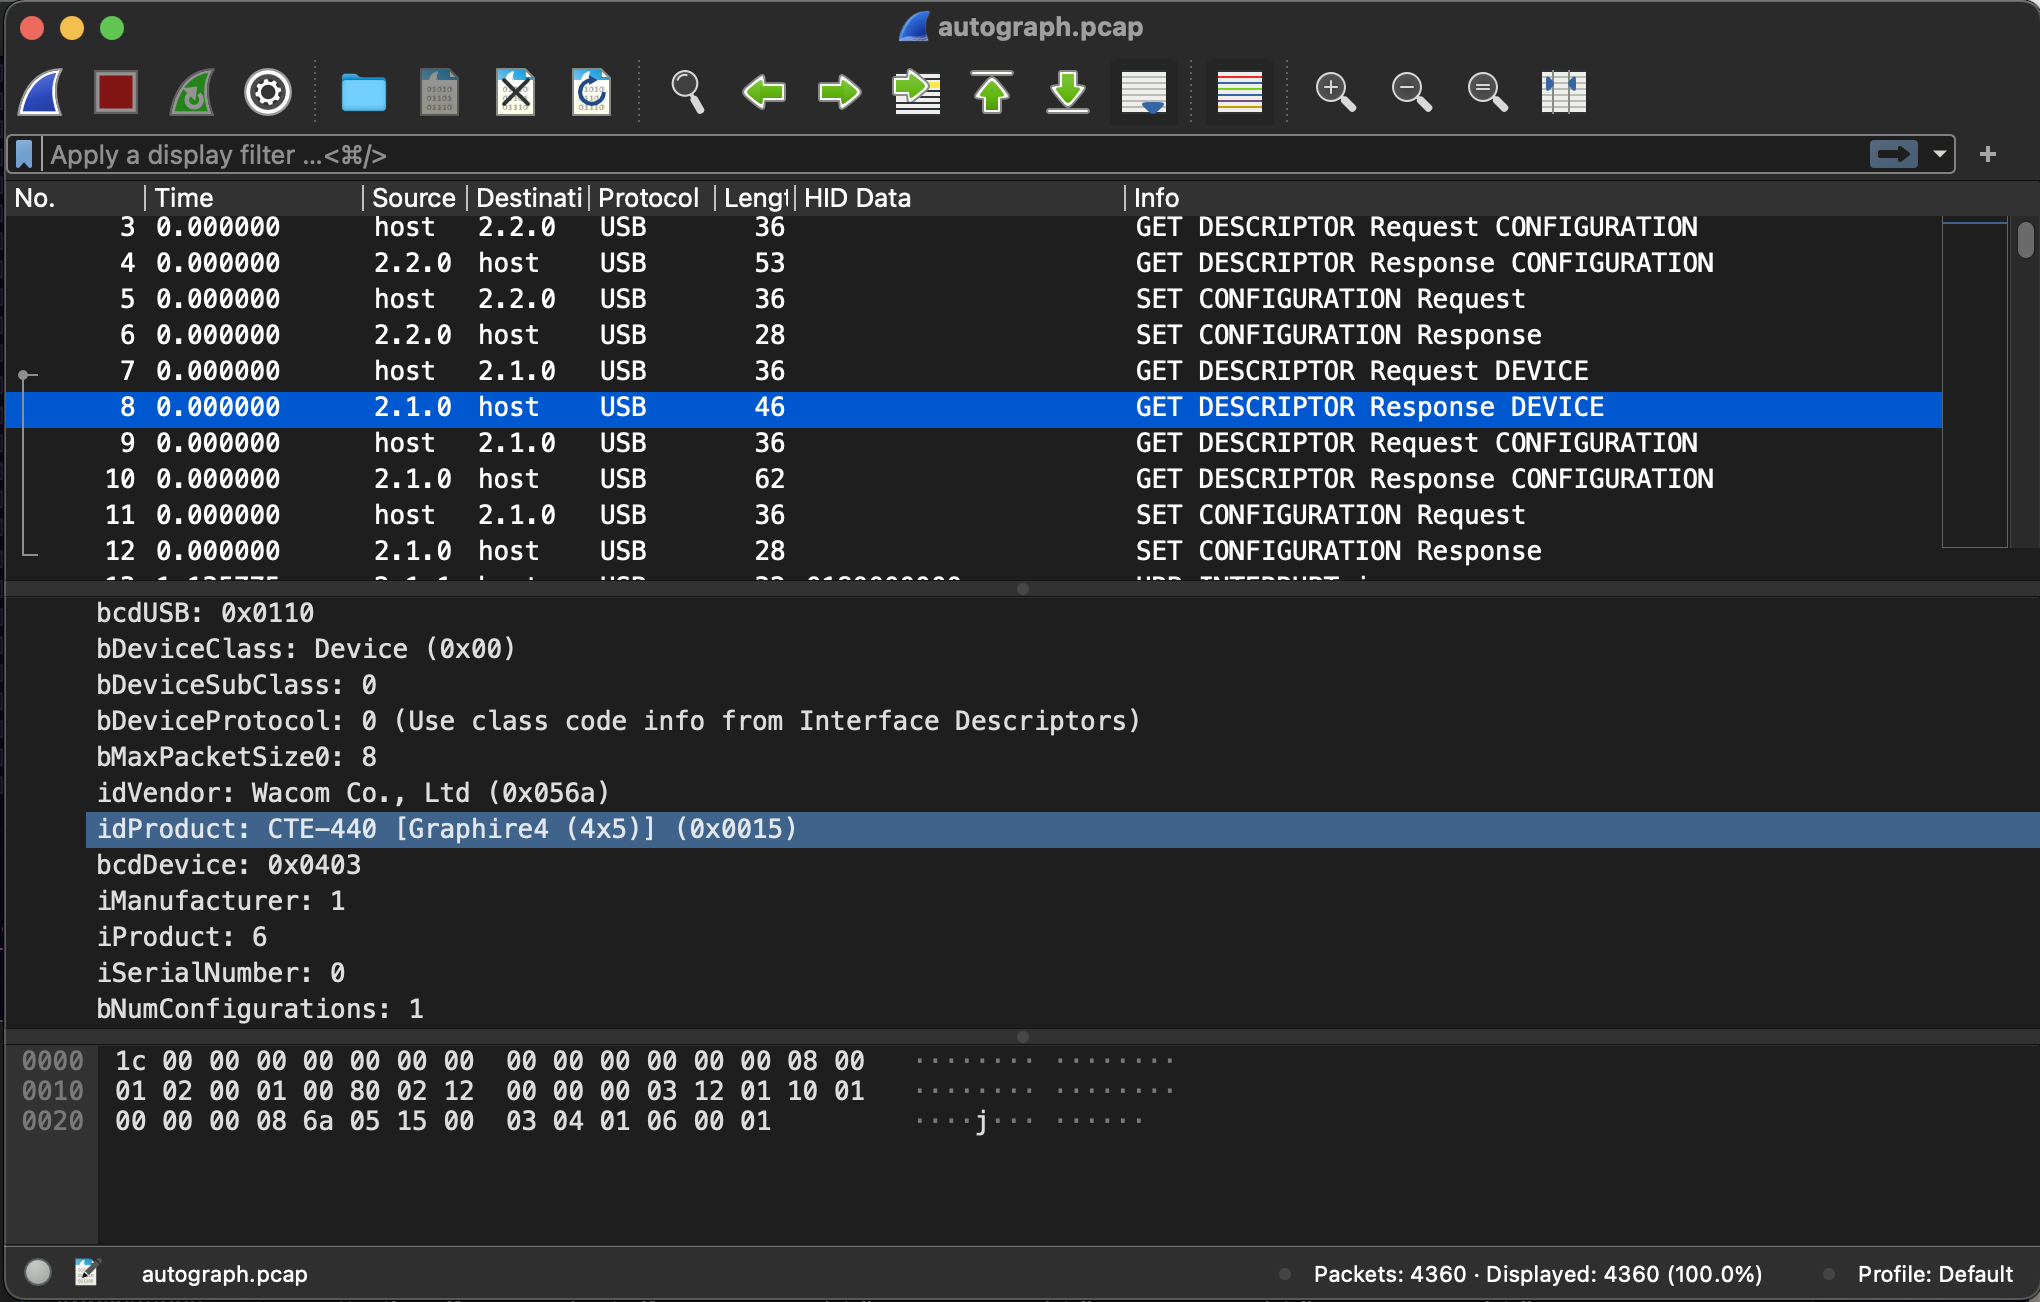 autograph.pcap
Apply a display filter ...<⌘/>
No. Time Source Destinati Protocol Lengt HID Data Info
3 0.000000 host 2.2.0 USB 36 GET DESCRIPTOR Request CONFIGURATION
4 0.000000 2.2.0 host USB 53 GET DESCRIPTOR Response CONFIGURATION
5 0.000000 host 2.2.0 USB 36 SET CONFIGURATION Request
6 0.000000 2.2.0 host USB 28 SET CONFIGURATION Response
7 0.000000 host 2.1.0 USB 36 GET DESCRIPTOR Request DEVICE
8 0.000000 2.1.0 host USB 46 GET DESCRIPTOR Response DEVICE
9 0.000000 host 2.1.0 USB 36 GET DESCRIPTOR Request CONFIGURATION
10 0.000000 2.1.0 host USB 62 GET DESCRIPTOR Response CONFIGURATION
11 0.000000 host 2.1.0 USB 36 SET CONFIGURATION Request
12 0.000000 2.1.0 host USB 28 SET CONFIGURATION Response
bcdUSB: 0x0110
bDeviceClass: Device (0x00)
bDeviceSubClass: 0
bDeviceProtocol: 0 (Use class code info from Interface Descriptors)
bMaxPacketSize0: 8
idVendor: Wacom Co., Ltd (0x056a)
idProduct: CTE-440 [Graphire4 (4x5)] (0x0015)
bcdDevice: 0x0403
iManufacturer: 1
iProduct: 6
iSerialNumber: 0
bNumConfigurations: 1
0000 1c 00 00 00 00 00 00 00 00 00 00 00 00 00 08 00 ········ ········
0010 01 02 00 01 00 80 02 12 00 00 00 03 12 01 10 01 ········ ········
0020 00 00 00 08 6a 05 15 00 03 04 01 06 00 01 ····j··· ······
autograph.pcap Packets: 4360 · Displayed: 4360 (100.0%) Profile: Default